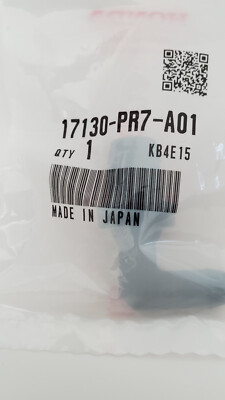 17130-PR7-A01
QTY 1 KB4E15
MADE IN JAPAN